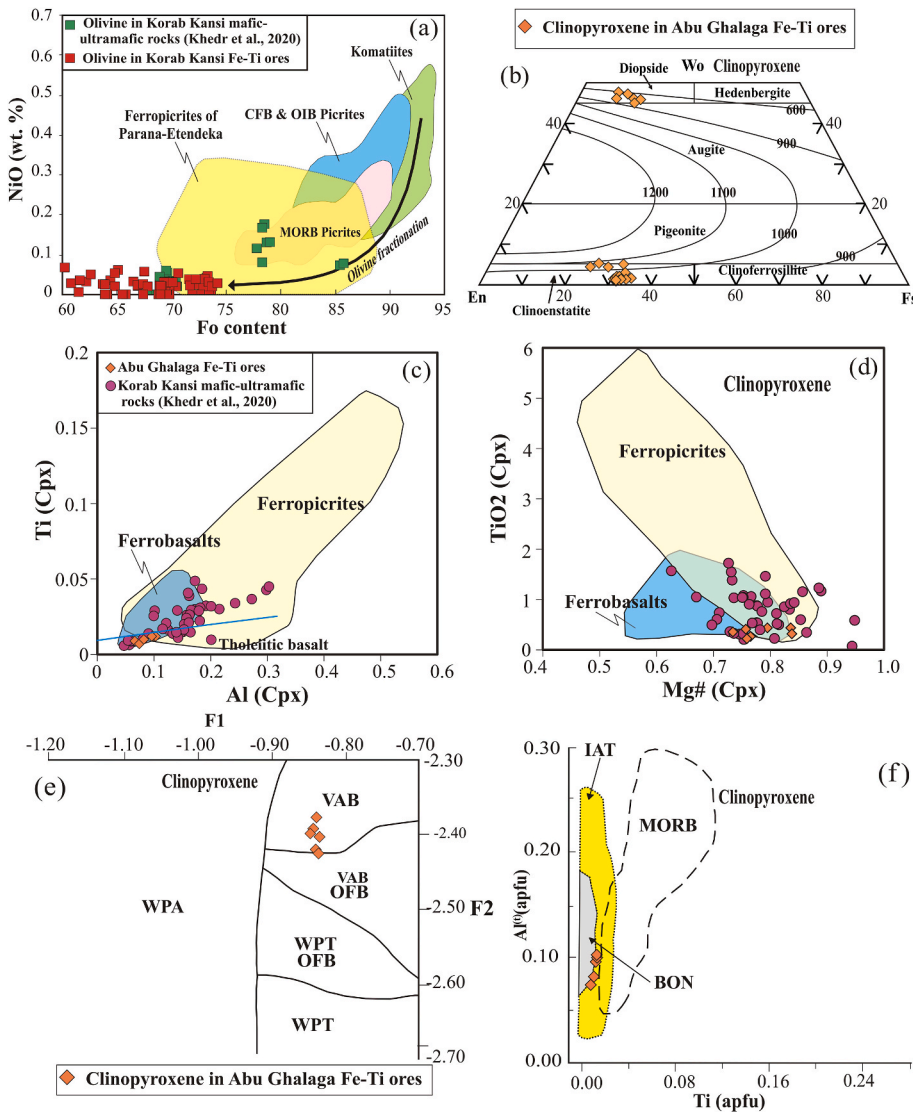 (a)
Olivine in Korab Kansi mafic-
ultramafic rocks (Khedr et al., 2020)
Olivine in Korab Kansi Fe-Ti ores
Komatiites
Ferropicrites of
Parana-Etendeka
CFB & OIB Picrites
MORB Picrites
Olivine fractionation
NiO (wt. %)
0.7
0.6
0.5
0.4
0.3
0.2
0.1
0
60 65 70 75 80 85 90 95
Fo content
Clinopyroxene in Abu Ghalaga Fe-Ti ores
(b)
Diopside
Wo
Clinopyroxene
Hedenbergite
600
40
40
900
Augite
1200
1100
20
20
Pigeonite
1000
900
Clinoferrosillite
En
20 40 60 80
Fs
Clinoenstatite
(c)
Abu Ghalaga Fe-Ti ores
Korab Kansi mafic-ultramafic
rocks (Khedr et al., 2020)
Ferropicrites
Ferrobasalts
Tholeiitic basalt
Ti (Cpx)
0.2
0.15
0.1
0.05
0
0 0.1 0.2 0.3 0.4 0.5 0.6
Al (Cpx)
(d)
Clinopyroxene
Ferropicrites
Ferrobasalts
TiO2 (Cpx)
6
5
4
3
2
1
0
0.4 0.5 0.6 0.7 0.8 0.9 1.0
Mg# (Cpx)
F1
-1.20 -1.10 -1.00 -0.90 -0.80 -0.70
(e)
Clinopyroxene
VAB
VAB
OFB
WPA
WPT
OFB
WPT
F2
-2.30
-2.40
-2.50
-2.60
-2.70
Clinopyroxene in Abu Ghalaga Fe-Ti ores
(f)
IAT
Clinopyroxene
MORB
BON
Al⁽ᵗ⁾(apfu)
0.30
0.20
0.10
0.00
0.00 0.08 0.16 0.24
Ti (apfu)